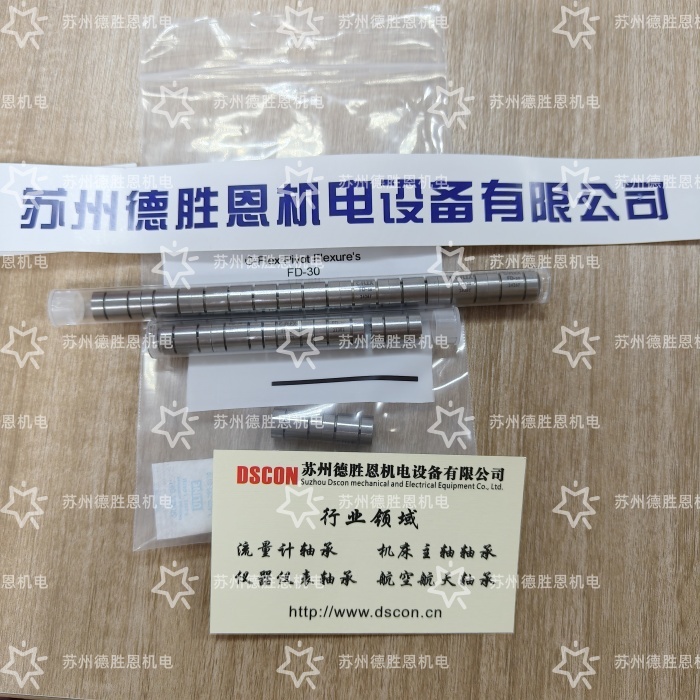 苏州德胜恩机电设备有限公司
C-Flex Pivot Flexure's
FD-30
DSCON 苏州德胜恩机电设备有限公司
Suzhou Dscon mechanical and Electrical Equipment Co., Ltd.
行业领域
流量计轴承 机床主轴轴承
仪器仪表轴承 航空航天轴承
http://www.dscon.cn
苏州德胜恩机电